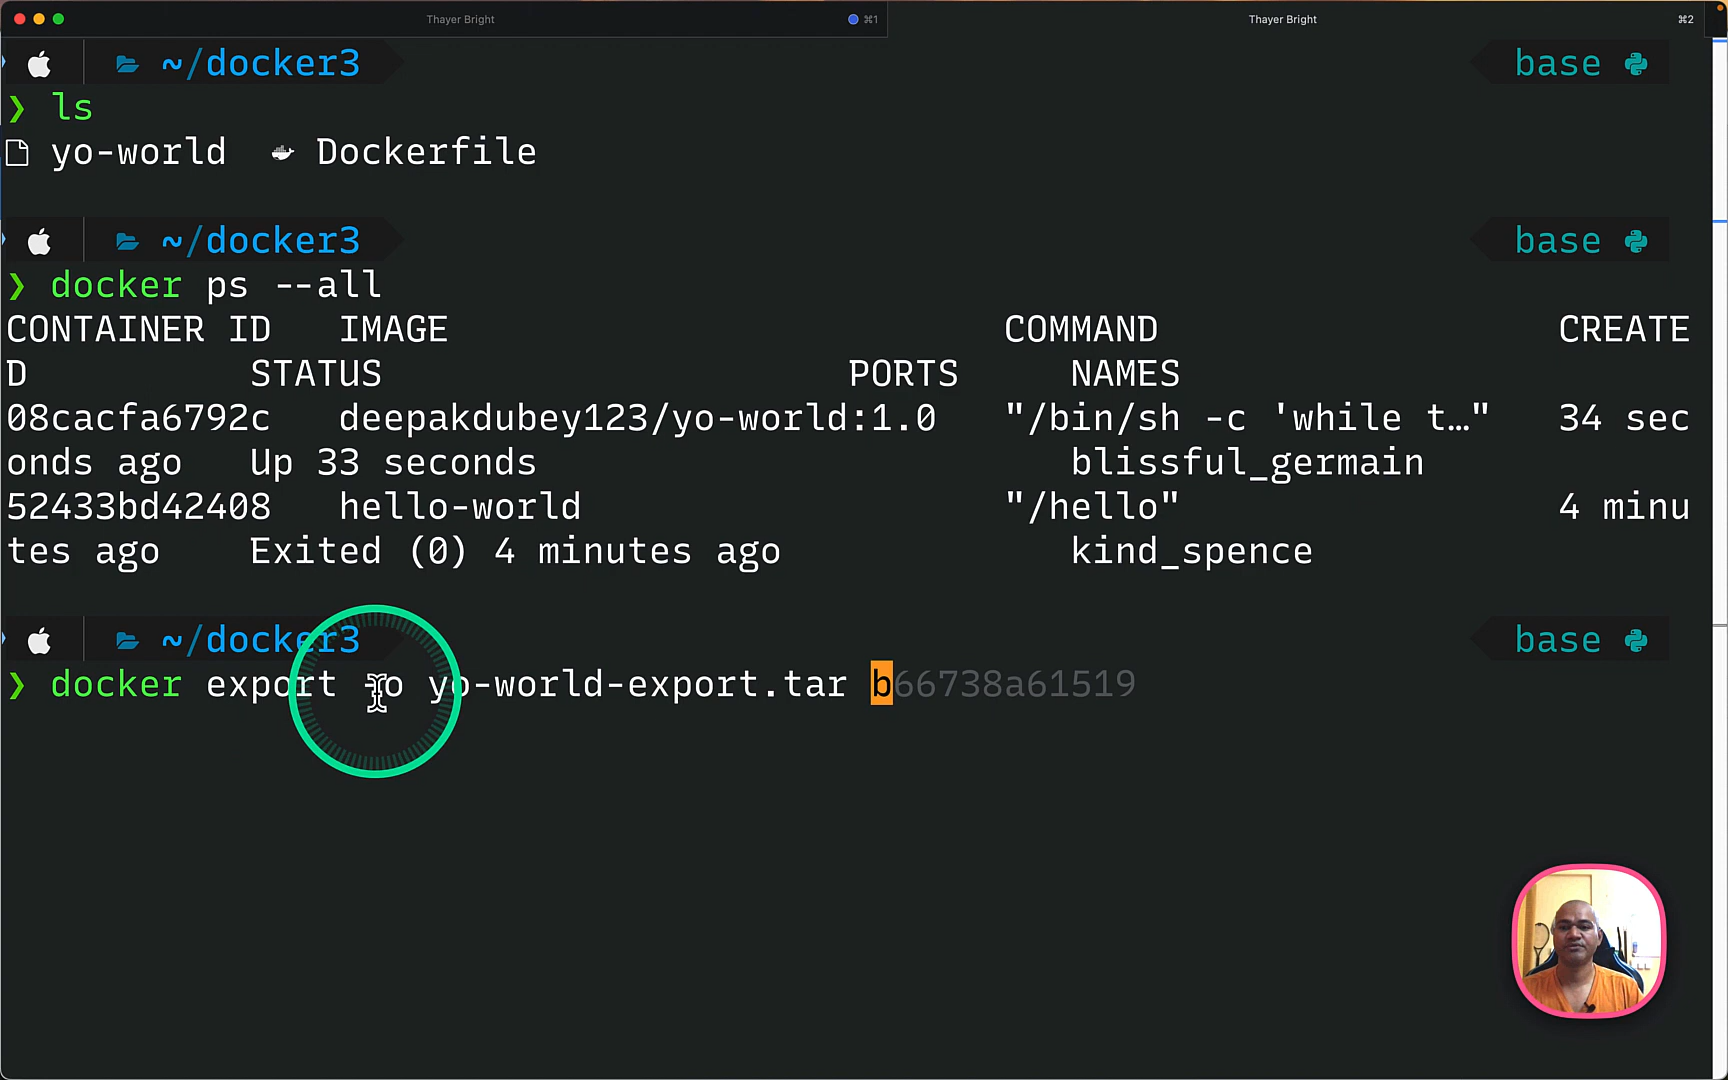 Thayer Bright ⌘1 Thayer Bright ⌘2
~/docker3 base
❯ ls
yo-world Dockerfile
~/docker3 base
❯ docker ps --all
CONTAINER ID IMAGE COMMAND CREATE
D STATUS PORTS NAMES
08cacfa6792c deepakdubey123/yo-world:1.0 "/bin/sh -c 'while t…" 34 sec
onds ago Up 33 seconds blissful_germain
52433bd42408 hello-world "/hello" 4 minu
tes ago Exited (0) 4 minutes ago kind_spence
~/docker3 base
❯ docker export -o yo-world-export.tar b66738a61519